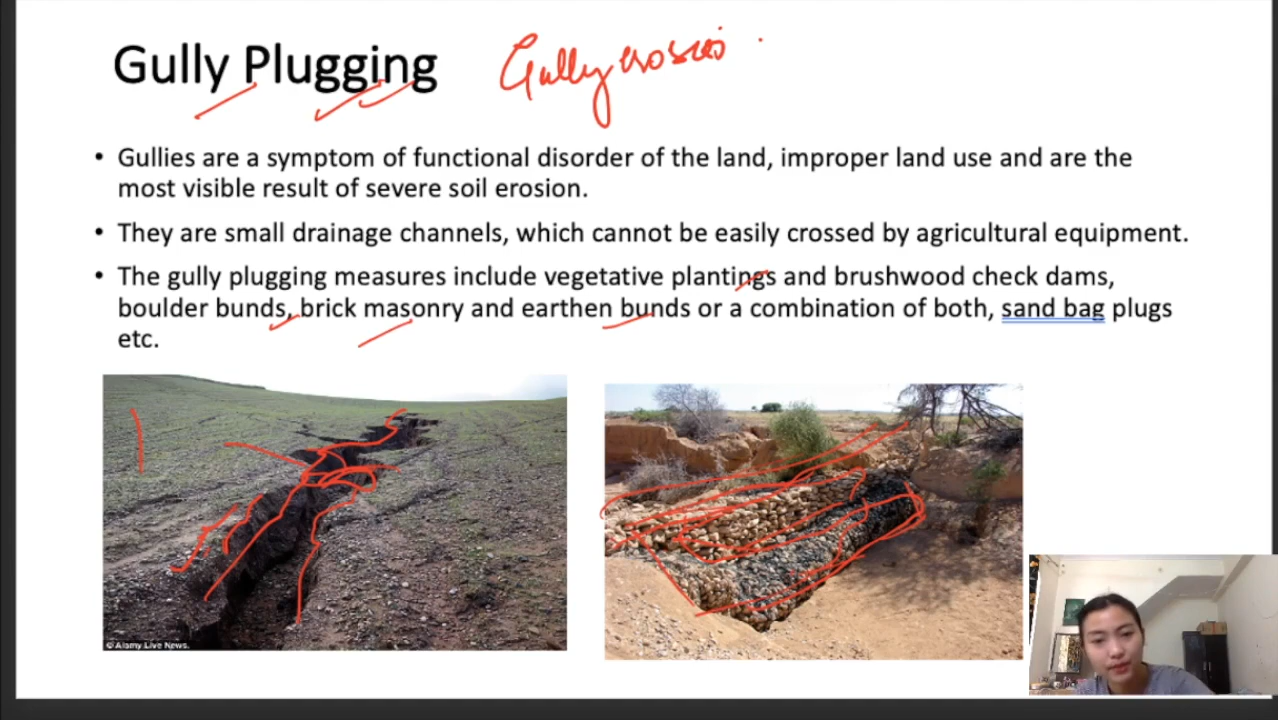 Gully Plugging
Gully erosion
• Gullies are a symptom of functional disorder of the land, improper land use and are the
most visible result of severe soil erosion.
• They are small drainage channels, which cannot be easily crossed by agricultural equipment.
• The gully plugging measures include vegetative plantings and brushwood check dams,
boulder bunds, brick masonry and earthen bunds or a combination of both, sand bag plugs
etc.
© Alamy Live News.